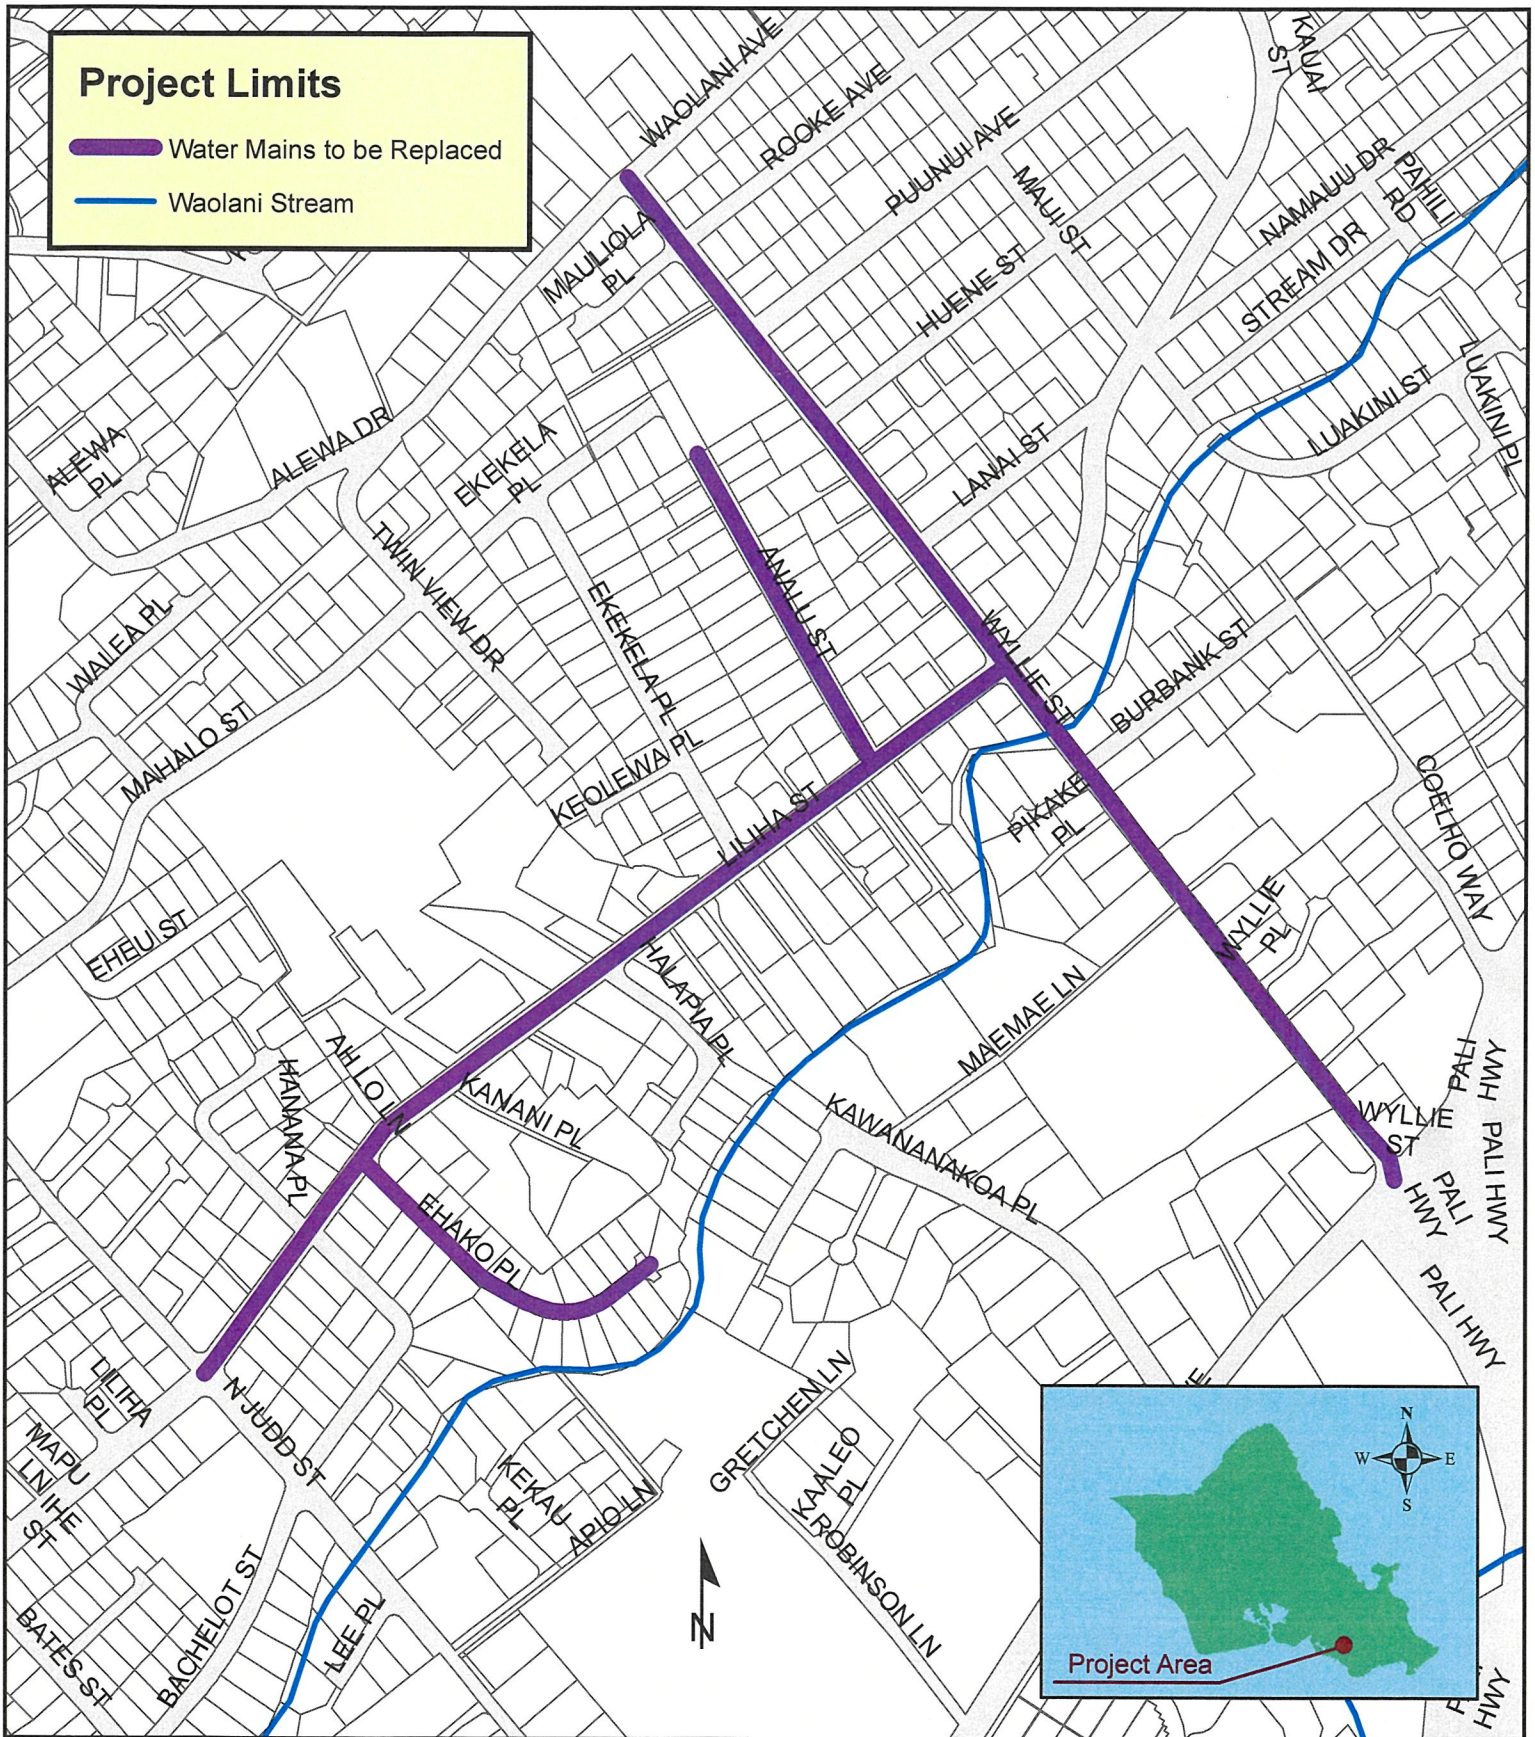 Project Limits
Water Mains to be Replaced
Waolani Stream
WAOLANI AVE
ROOKE AVE
KAUAI
ST
PUUNUI AVE
MAUI ST
NAMAUU DR
PAHILI
RD
STREAM DR
MAULIOLA
PL
HUENE ST
LUAKINI ST
LUAKINI PL
ALEWA
PL
ALEWA DR
EKEKELA
PL
LANAI ST
TWIN VIEW DR
ANALU ST
EKEKELA PL
WALEA PL
WYLLIE ST
BURBANK ST
MAHALO ST
KEOLEWA PL
LILIHA ST
PIKAKE
PL
COELHO WAY
EHEU ST
WYLLIE
PL
HALAPIA PL
MAEMAE LN
AH LO LN
HANANA PL
KANANI PL
KAWANANAKOA PL
PALI
HWY
WYLLIE
ST
PALI HWY
PALI
HWY
EHAKO PL
PALI HWY
LILIHA
PL
N JUDD ST
GRETCHEN LN
MAPU
LN
IHE
ST
KEKAU
PL
APIO LN
KAALEO
PL
ROBINSON LN
BACHELOT ST
LEE PL
BATES ST
N
N
W
E
S
Project Area
HWY